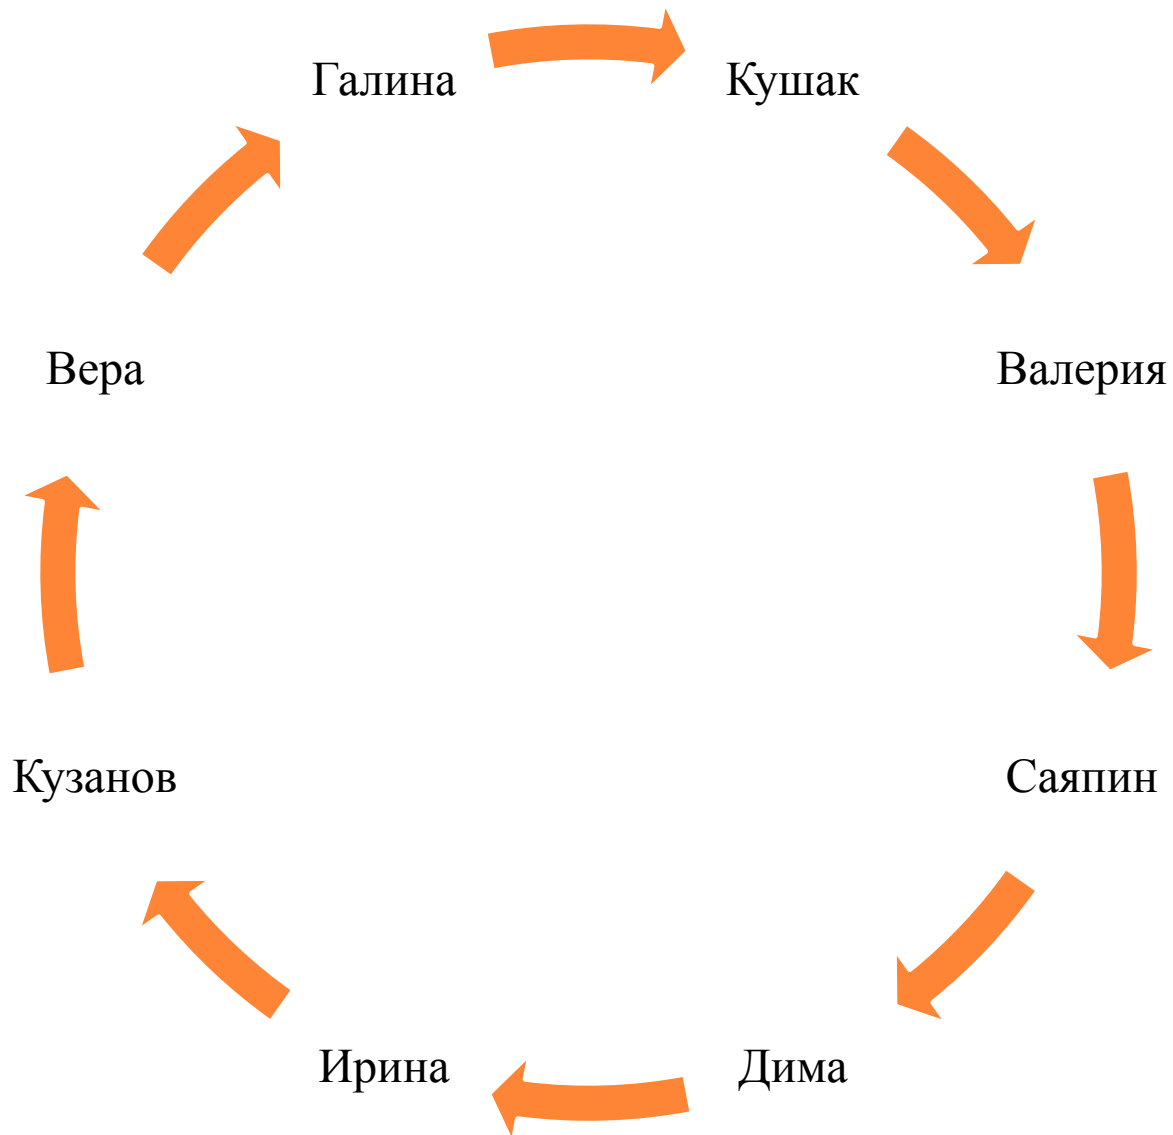 Галина
Кушак
Валерия
Саяпин
Дима
Ирина
Кузанов
Вера